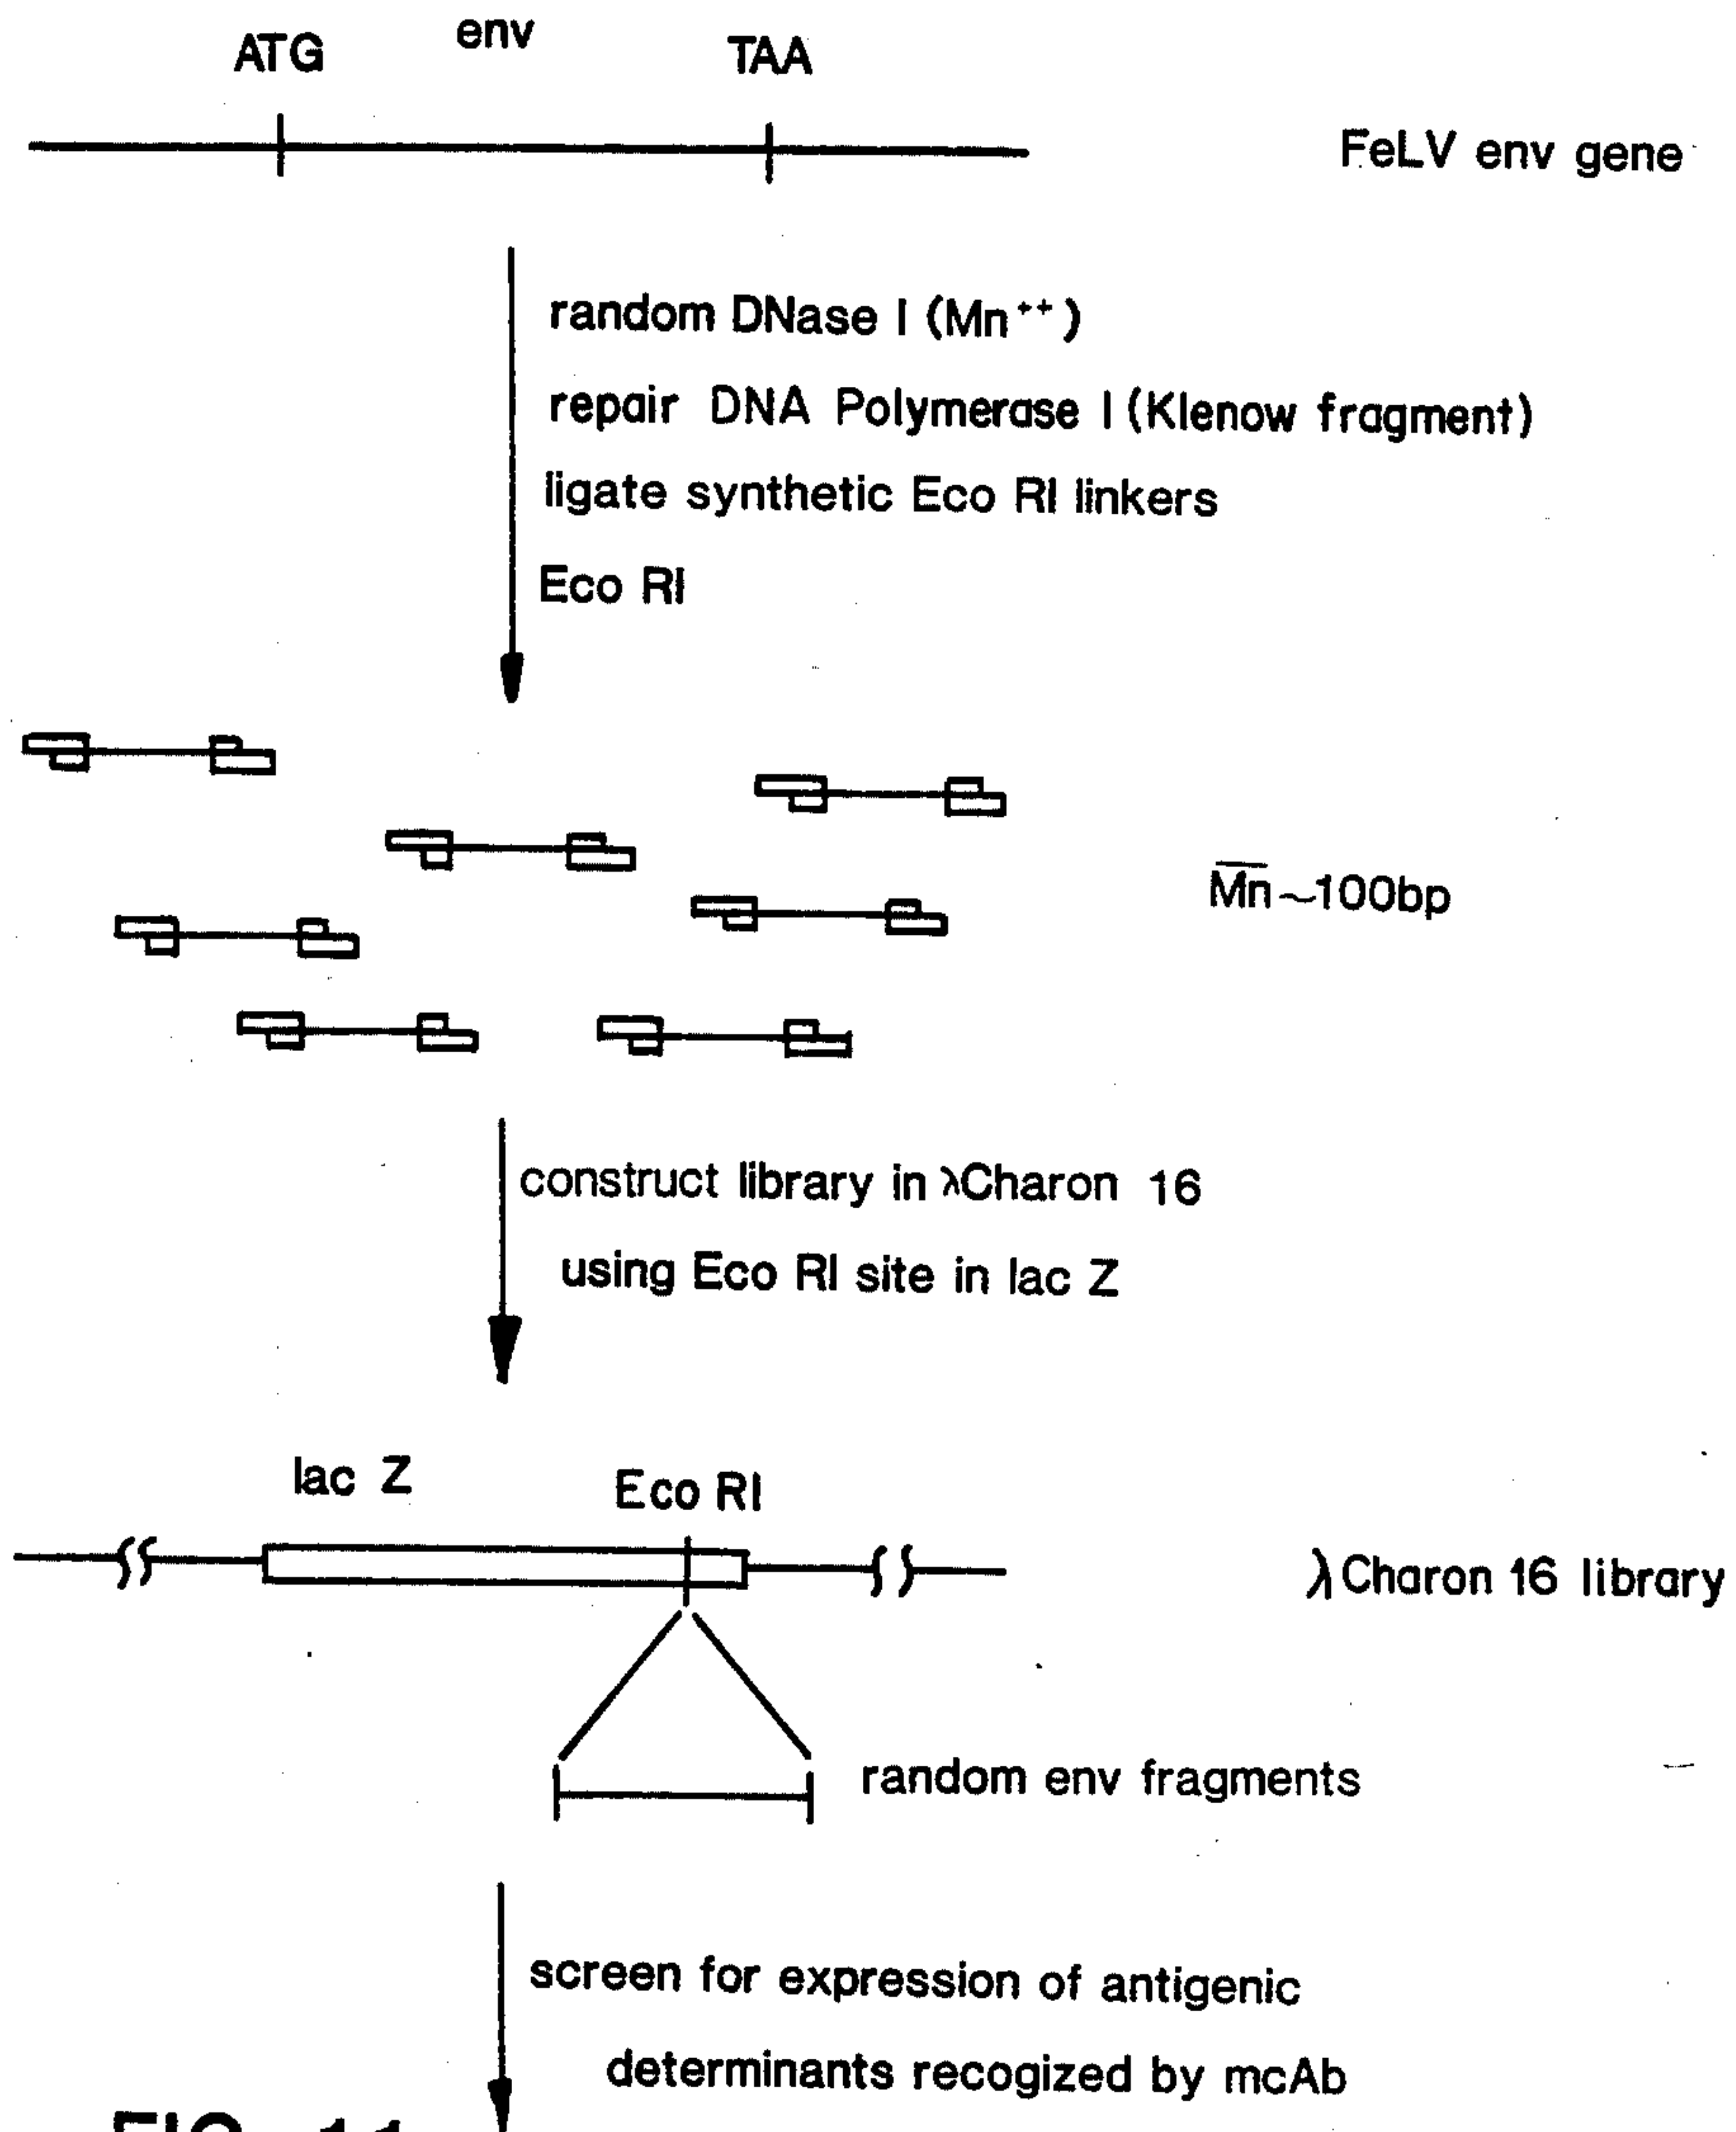 env
ATG
TAA
FeLV env gene
random DNase I (Mn⁺⁺)
repair DNA Polymerase I (Klenow fragment)
ligate synthetic Eco RI linkers
Eco RI
M̅n̅~100bp
construct library in λCharon 16
using Eco RI site in lac Z
lac Z
Eco RI
λCharon 16 library
random env fragments
screen for expression of antigenic
determinants recogized by mcAb